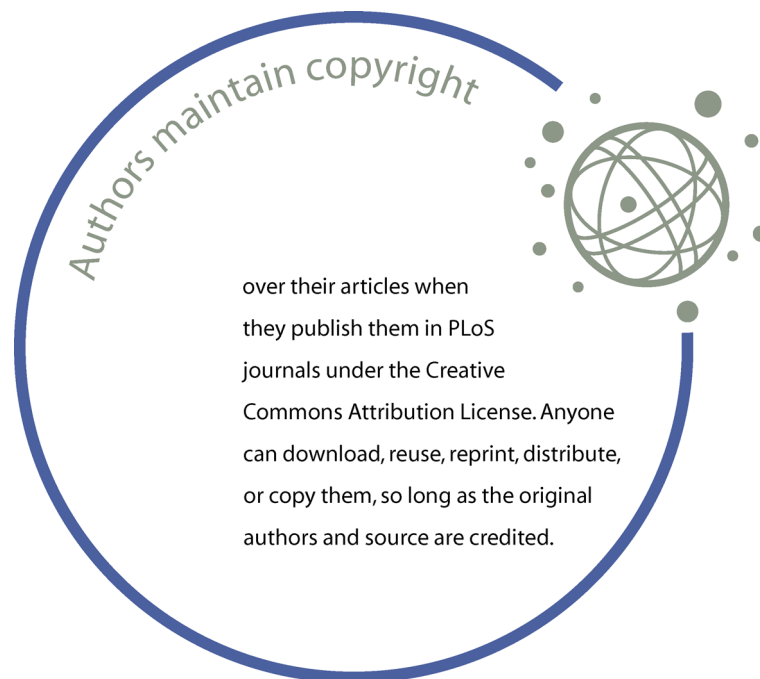 Authors maintain copyright
over their articles when
they publish them in PLoS
journals under the Creative
Commons Attribution License. Anyone
can download, reuse, reprint, distribute,
or copy them, so long as the original
authors and source are credited.